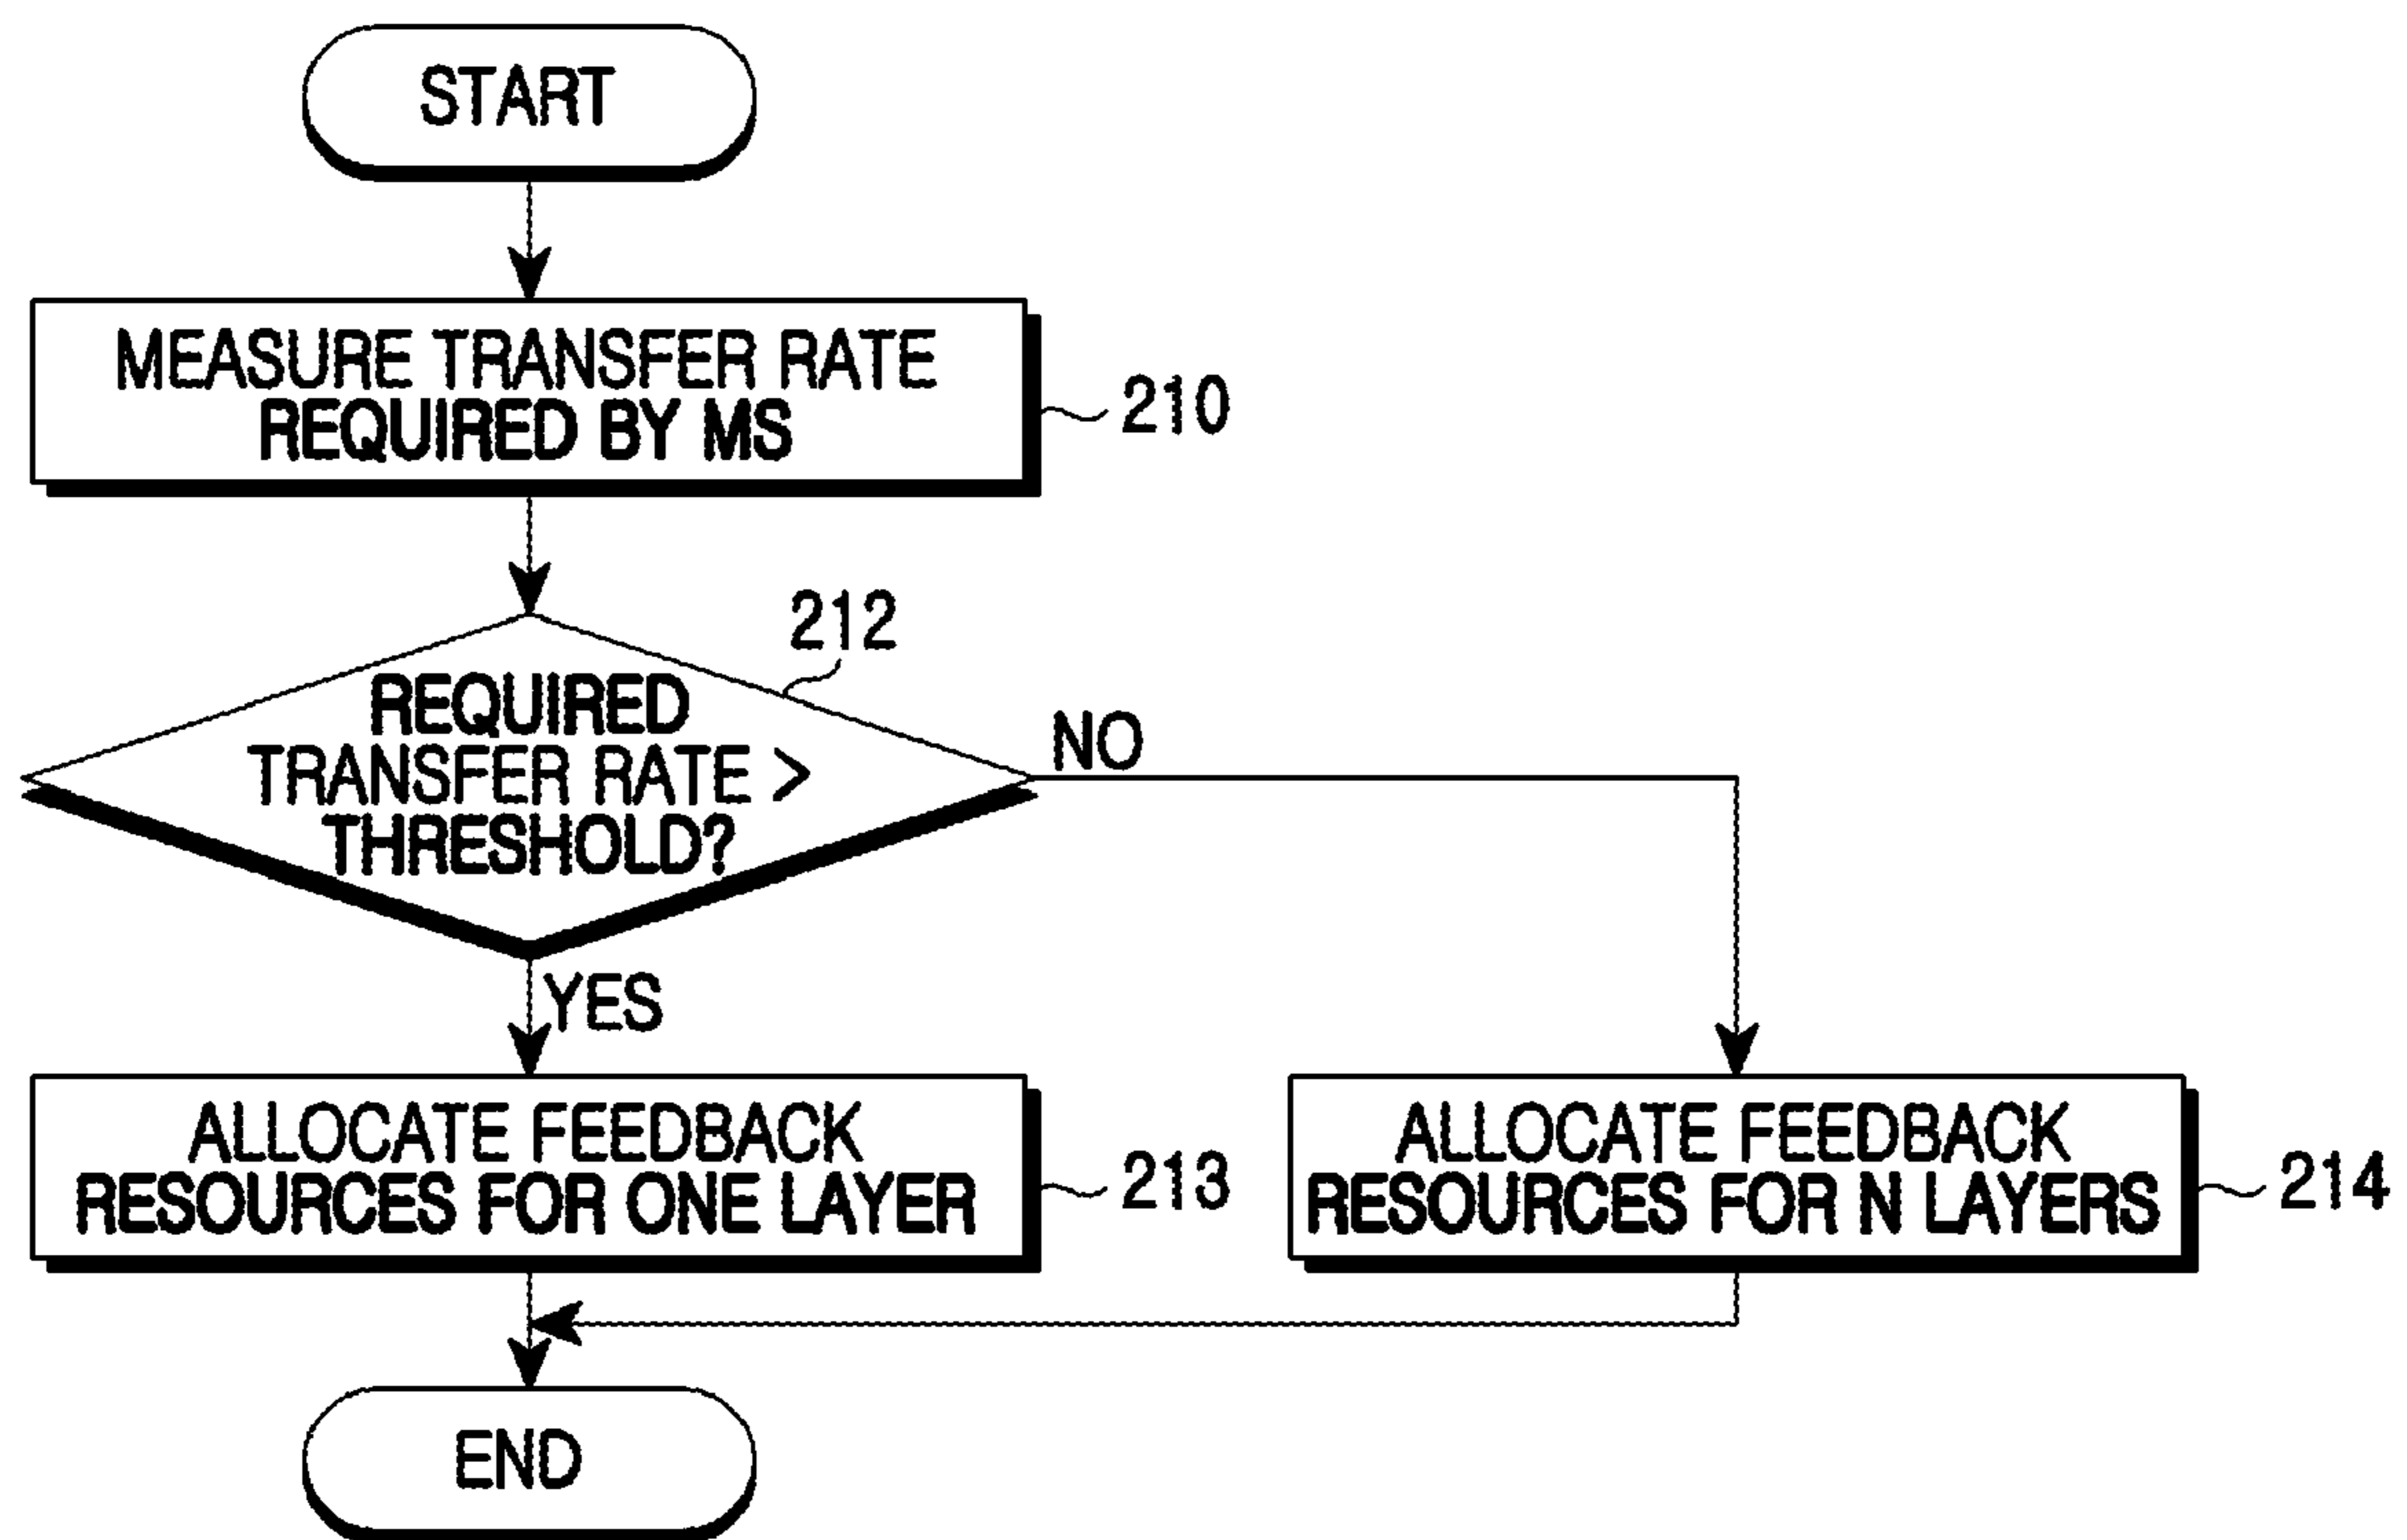 START
MEASURE TRANSFER RATE
REQUIRED BY MS
210
212
REQUIRED
TRANSFER RATE >
THRESHOLD?
NO
YES
ALLOCATE FEEDBACK
RESOURCES FOR ONE LAYER
213
ALLOCATE FEEDBACK
RESOURCES FOR N LAYERS
214
END